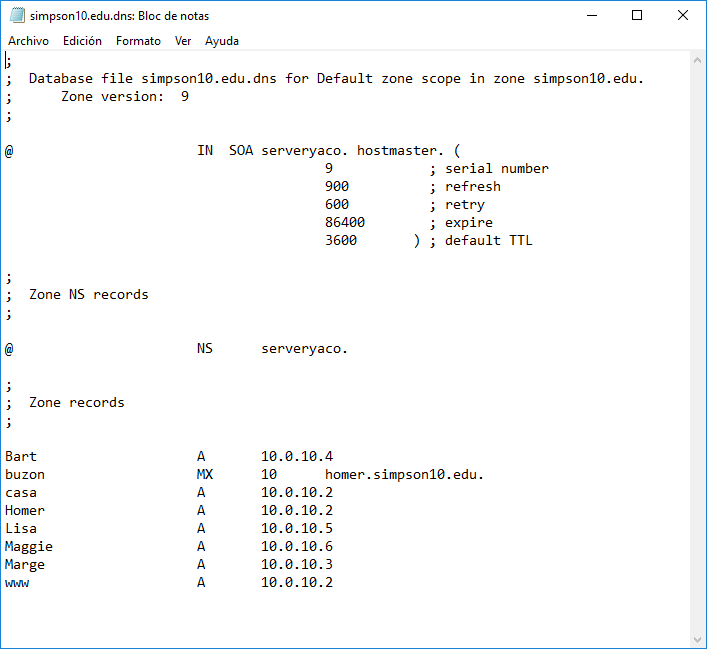 simpson10.edu.dns: Bloc de notas
Archivo Edición Formato Ver Ayuda
;
;  Database file simpson10.edu.dns for Default zone scope in zone simpson10.edu.
;      Zone version:  9
;
@                       IN  SOA serveryaco. hostmaster. (
                                        9            ; serial number
                                        900          ; refresh
                                        600          ; retry
                                        86400        ; expire
                                        3600       ) ; default TTL
;
;  Zone NS records
;
@                       NS      serveryaco.
;
;  Zone records
;
Bart                    A       10.0.10.4
buzon                   MX      10      homer.simpson10.edu.
casa                    A       10.0.10.2
Homer                   A       10.0.10.2
Lisa                    A       10.0.10.5
Maggie                  A       10.0.10.6
Marge                   A       10.0.10.3
www                     A       10.0.10.2